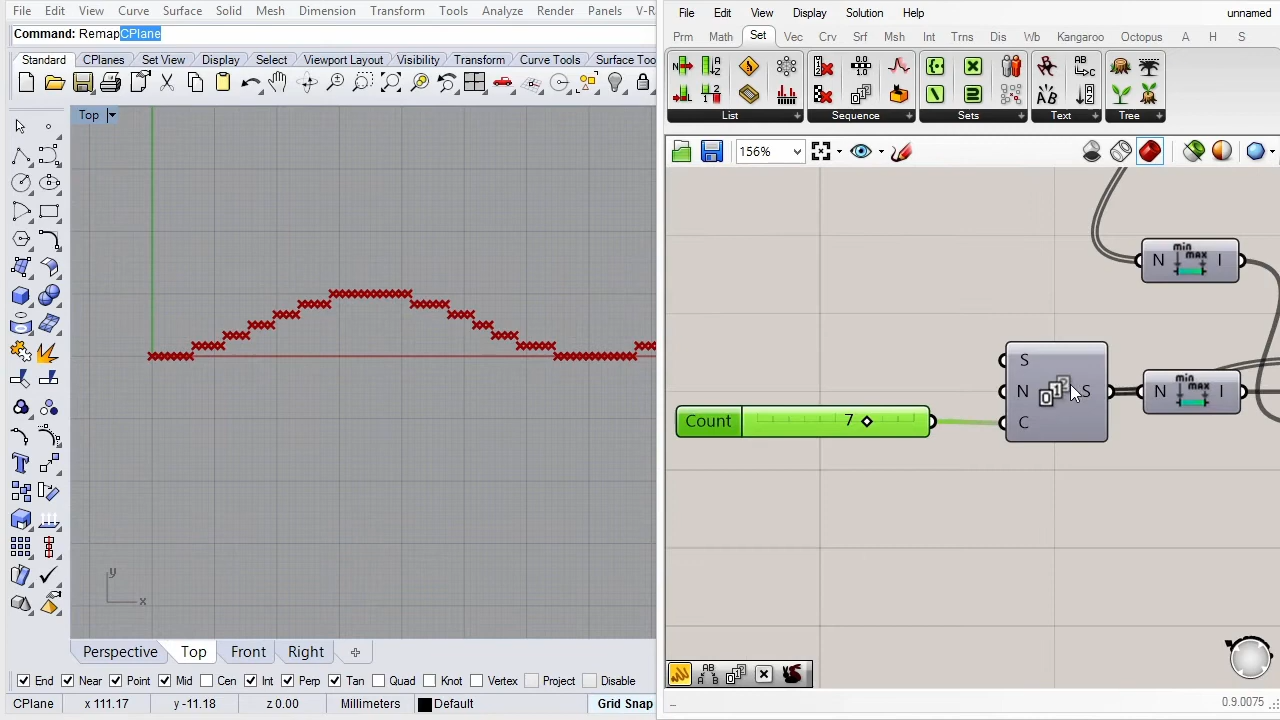 File Edit View Curve Surface Solid Mesh Dimension Transform Tools Analyze Render Panels V-R
Command: RemapCPlane
Standard CPlanes Set View Display Select Viewport Layout Visibility Transform Curve Tools Surface Too
Top
y
x
Perspective Top Front Right
End Near Point Mid Cen Int Perp Tan Quad Knot Vertex Project Disable
CPlane x 111.17 y -11.18 z 0.00 Millimeters Default Grid Snap
File Edit View Display Solution Help unnamed
Prm Math Set Vec Crv Srf Msh Int Trns Dis Wb Kangaroo Octopus A H S
List Sequence Sets Text Tree
156%
min max
N I
S
N S
C
min max
N I
Count 7
0.9.0075